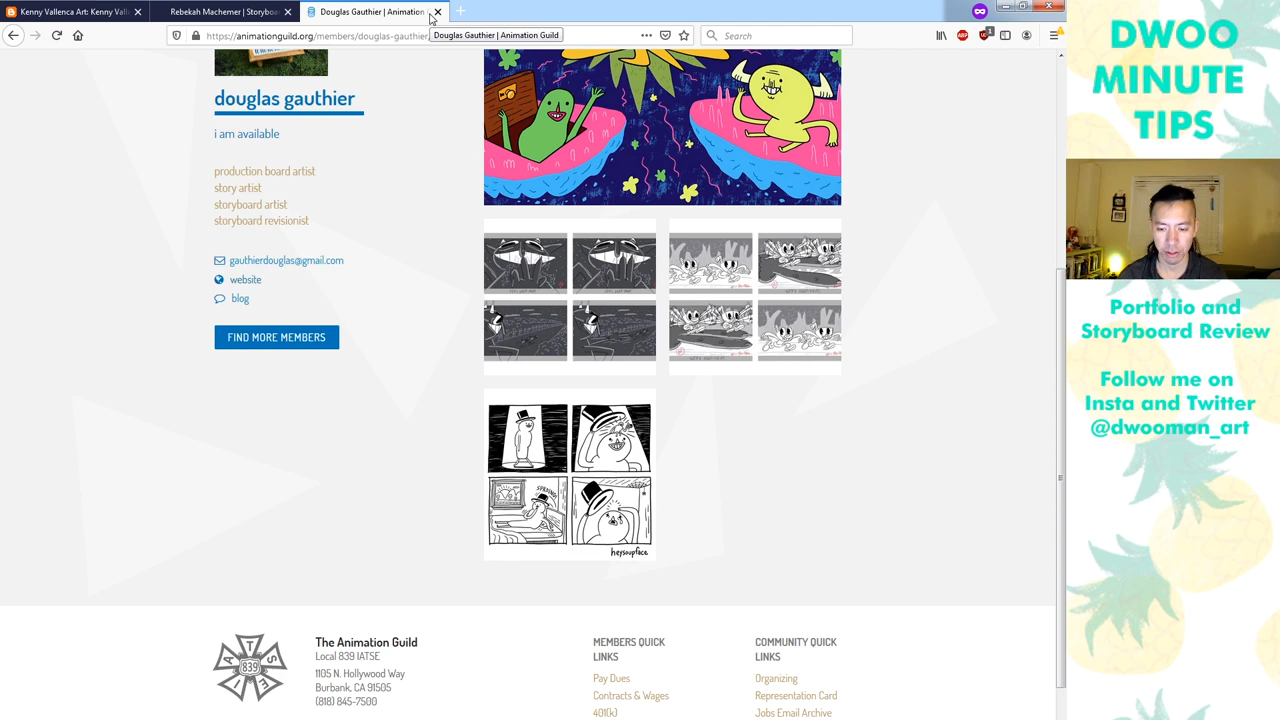 Kenny Vallenca Art: Kenny Vall
Rebekah Machemer | Storybo
Douglas Gauthier | Animation
https://animationguild.org/members/douglas-gauthier
Douglas Gauthier | Animation Guild
Search
DWOO
MINUTE
TIPS
douglas gauthier
i am available
production board artist
story artist
storyboard artist
storyboard revisionist
gauthierdouglas@gmail.com
website
blog
FIND MORE MEMBERS
heysoupface
Portfolio and
Storyboard Review
Follow me on
Insta and Twitter
@dwooman_art
IATSE
839
The Animation Guild
Local 839 IATSE
1105 N. Hollywood Way
Burbank, CA 91505
(818) 845-7500
MEMBERS QUICK
LINKS
Pay Dues
Contracts & Wages
401(k)
COMMUNITY QUICK
LINKS
Organizing
Representation Card
Jobs Email Archive